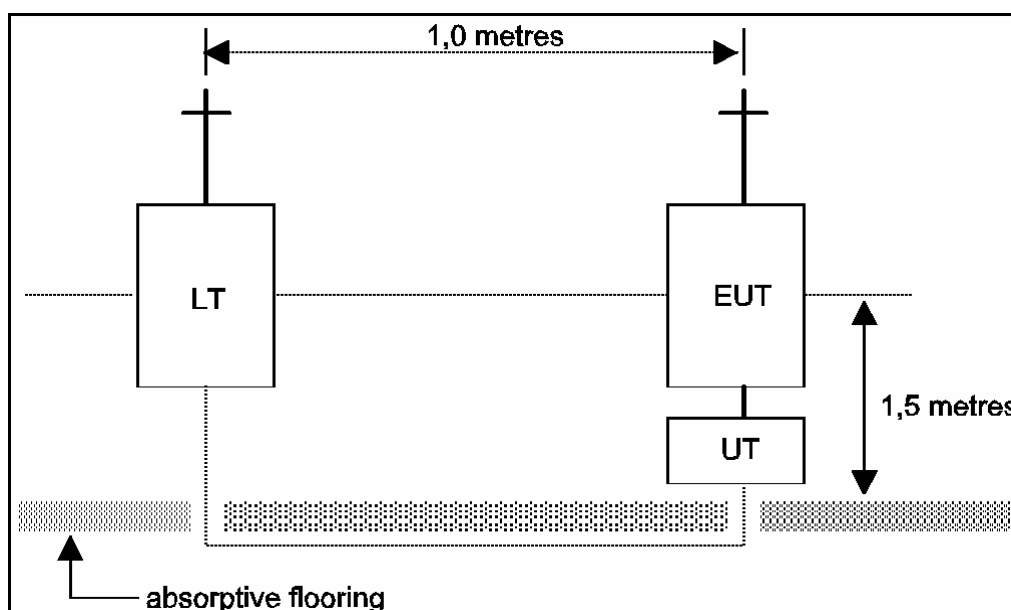 1,0 metres
LT
EUT
1,5 metres
UT
absorptive flooring